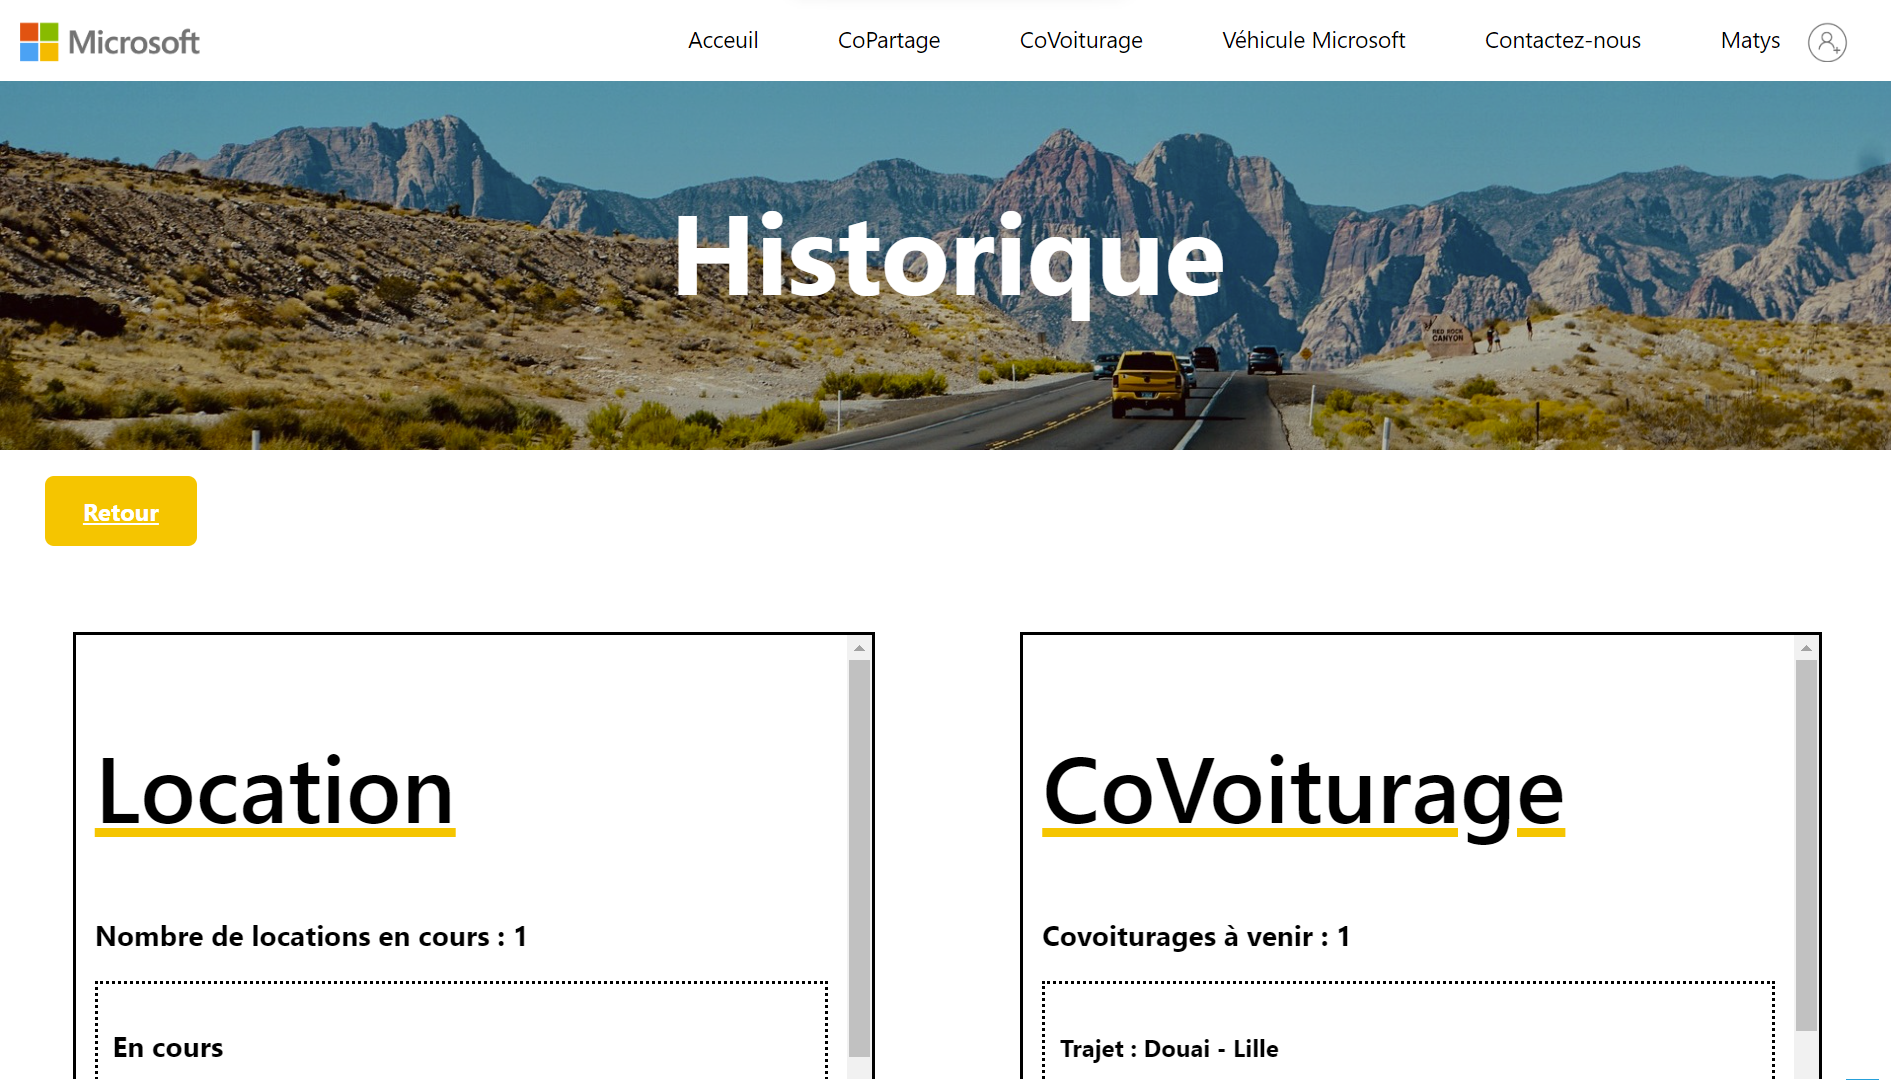 Microsoft
Acceuil
CoPartage
CoVoiturage
Véhicule Microsoft
Contactez-nous
Matys
Historique
RED ROCK
CANYON
Retour
Location
Nombre de locations en cours : 1
En cours
CoVoiturage
Covoiturages à venir : 1
Trajet : Douai - Lille